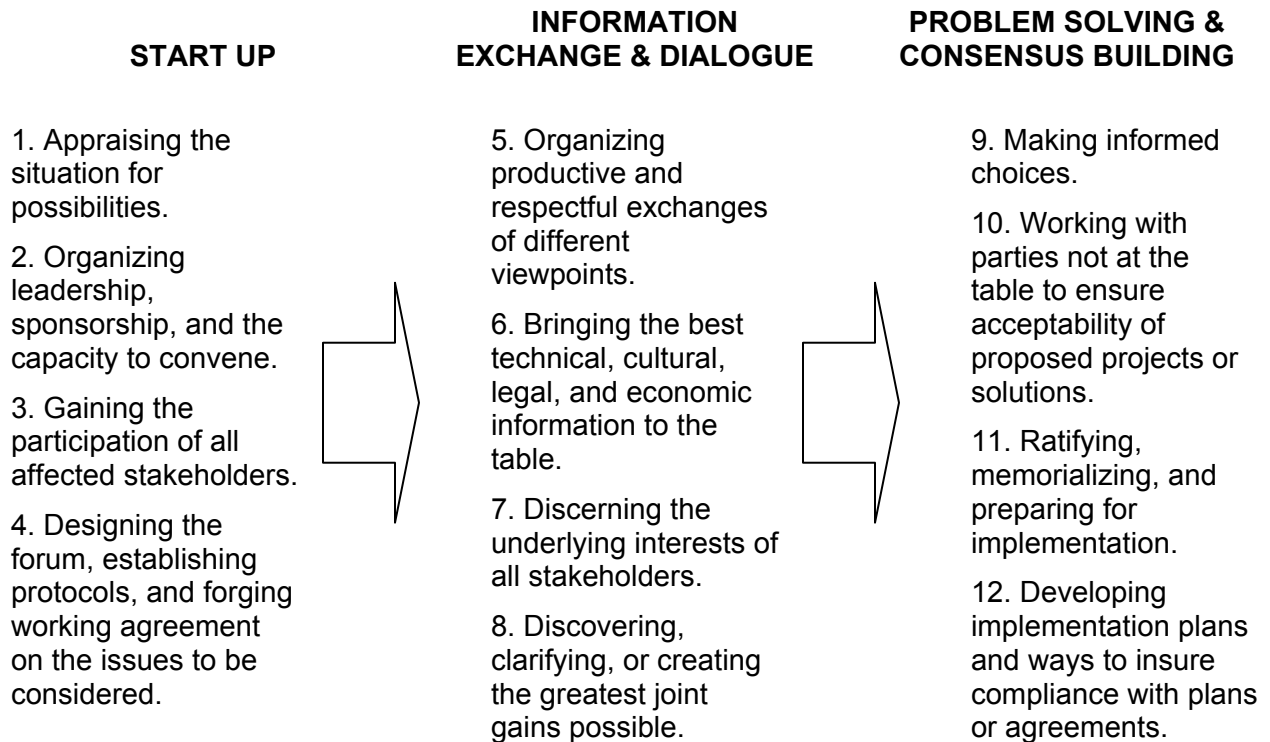 START UP
1. Appraising the
situation for
possibilities.
2. Organizing
leadership,
sponsorship, and the
capacity to convene.
3. Gaining the
participation of all
affected stakeholders.
4. Designing the
forum, establishing
protocols, and forging
working agreement
on the issues to be
considered.
INFORMATION
EXCHANGE & DIALOGUE
5. Organizing
productive and
respectful exchanges
of different
viewpoints.
6. Bringing the best
technical, cultural,
legal, and economic
information to the
table.
7. Discerning the
underlying interests of
all stakeholders.
8. Discovering,
clarifying, or creating
the greatest joint
gains possible.
PROBLEM SOLVING &
CONSENSUS BUILDING
9. Making informed
choices.
10. Working with
parties not at the
table to ensure
acceptability of
proposed projects or
solutions.
11. Ratifying,
memorializing, and
preparing for
implementation.
12. Developing
implementation plans
and ways to insure
compliance with plans
or agreements.